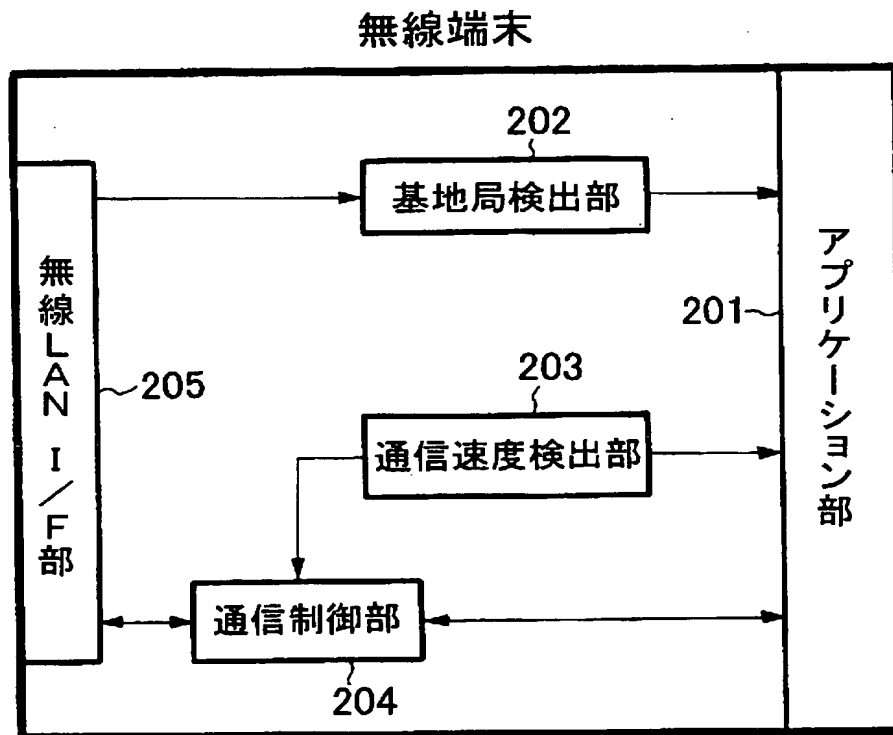 無線端末
202
基地局検出部
無線LAN I/F部
205
201
アプリケーション部
203
通信速度検出部
通信制御部
204